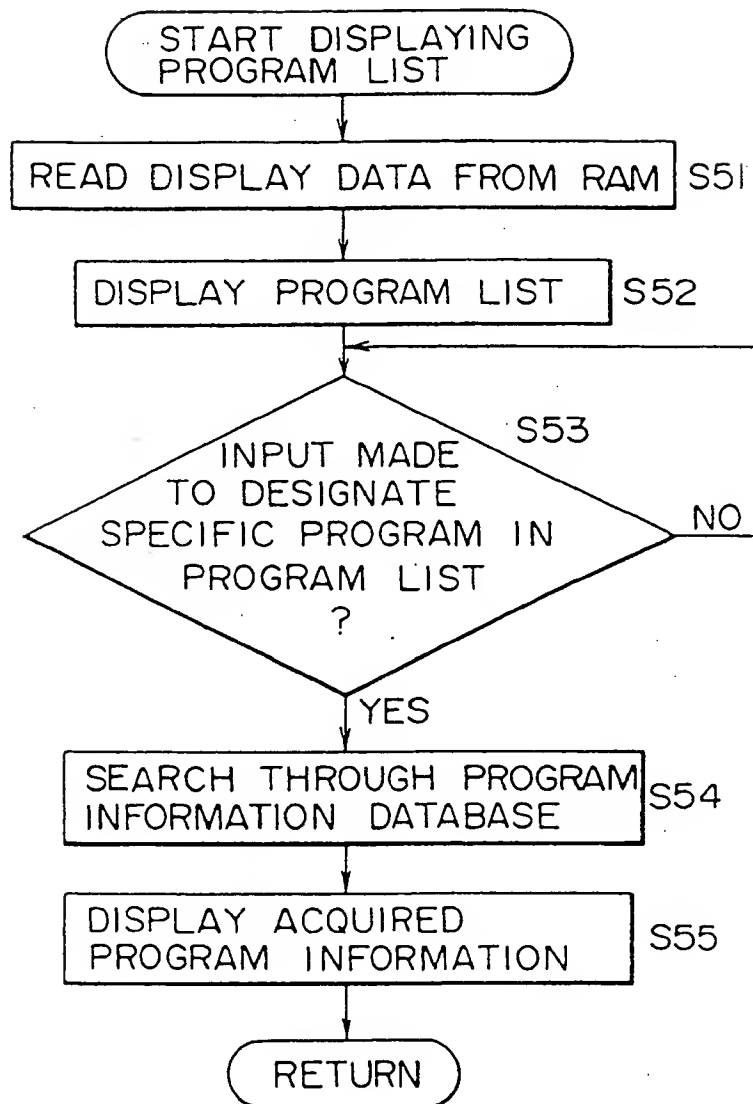 START DISPLAYING
PROGRAM LIST
READ DISPLAY DATA FROM RAM
S51
DISPLAY PROGRAM LIST
S52
S53
INPUT MADE
TO DESIGNATE
SPECIFIC PROGRAM IN
PROGRAM LIST
?
NO
YES
SEARCH THROUGH PROGRAM
INFORMATION DATABASE
S54
DISPLAY ACQUIRED
PROGRAM INFORMATION
S55
RETURN